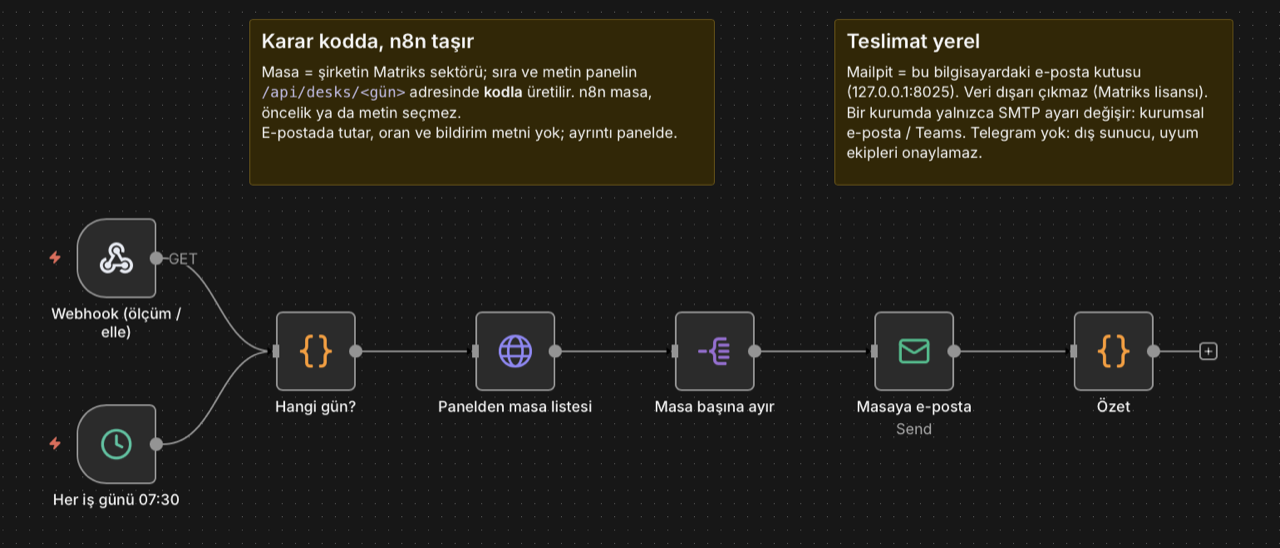 Karar kodda, n8n taşır
Masa = şirketin Matriks sektörü; sıra ve metin panelin
/api/desks/<gün> adresinde kodla üretilir. n8n masa,
öncelik ya da metin seçmez.
E-postada tutar, oran ve bildirim metni yok; ayrıntı panelde.
Teslimat yerel
Mailpit = bu bilgisayardaki e-posta kutusu
(127.0.0.1:8025). Veri dışarı çıkmaz (Matriks lisansı).
Bir kurumda yalnızca SMTP ayarı değişir: kurumsal
e-posta / Teams. Telegram yok: dış sunucu, uyum
ekipleri onaylamaz.
GET
Webhook (ölçüm /
elle)
Hangi gün?
Panelden masa listesi
Masa başına ayır
Masaya e-posta
Send
Özet
Her iş günü 07:30